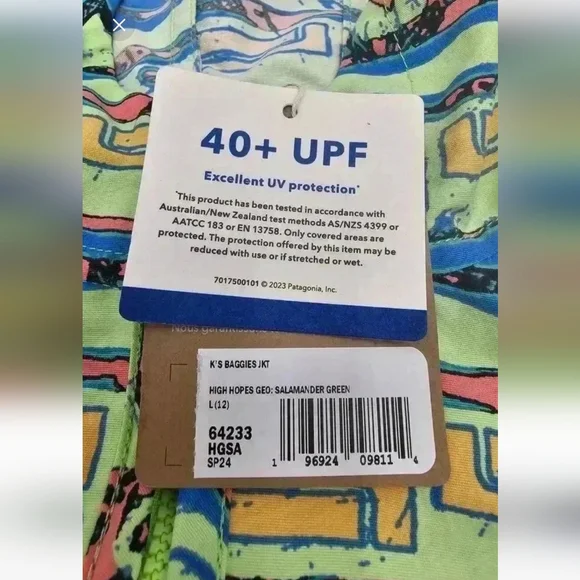 40+ UPF
Excellent UV protection*
*This product has been tested in accordance with
Australian/New Zealand test methods AS/NZS 4399 or
AATCC 183 or EN 13758. Only covered areas are
protected. The protection offered by this item may be
reduced with use or if stretched or wet.
7017500101 © 2023 Patagonia, Inc.
Nous garantissons
K'S BAGGIES JKT
HIGH HOPES GEO: SALAMANDER GREEN
L (12)
64233
HGSA
SP24
1 96924 09811 4